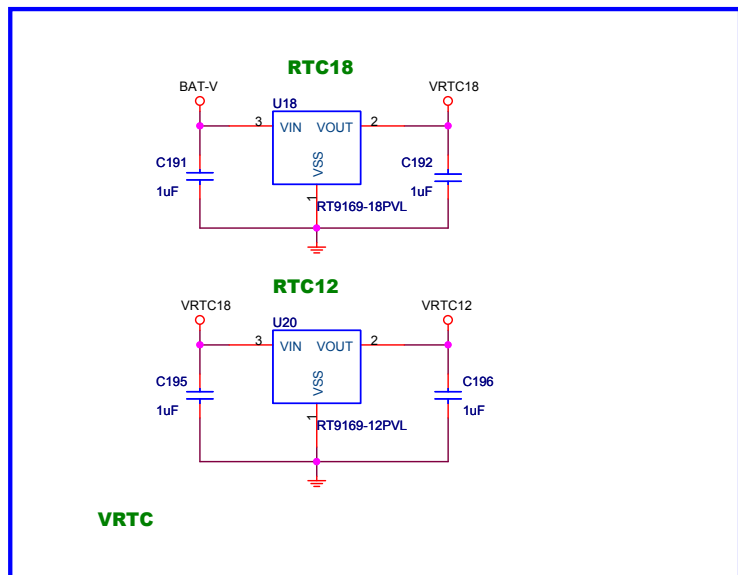 RTC18
BAT-V
VRTC18
U18
3
VIN
VOUT
2
VSS
C191
1uF
C192
1uF
1
RT9169-18PVL
RTC12
VRTC18
VRTC12
U20
3
VIN
VOUT
2
VSS
C195
1uF
C196
1uF
1
RT9169-12PVL
VRTC